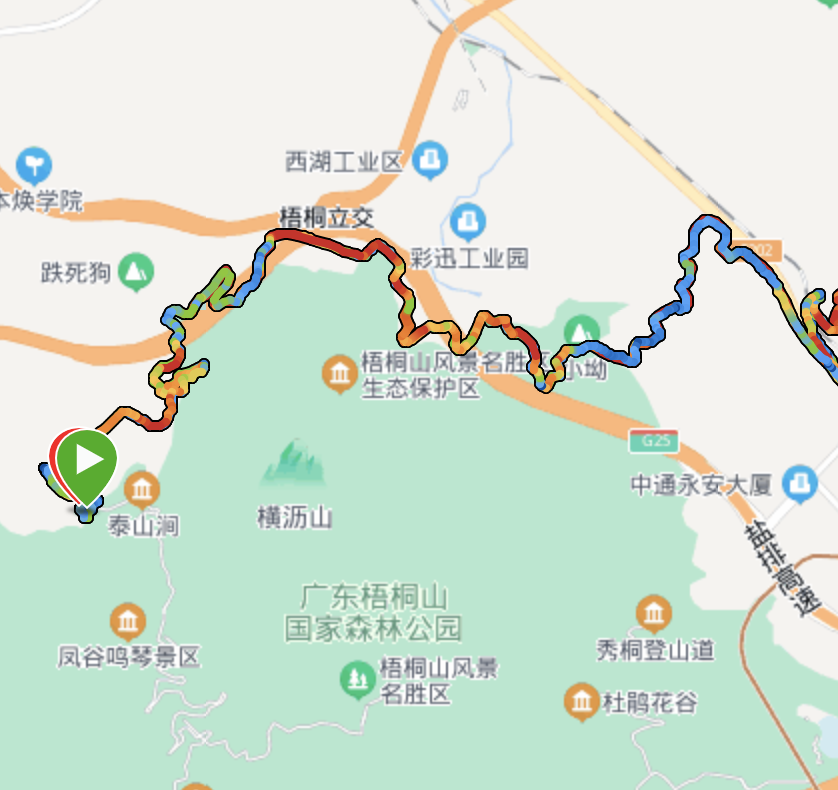 西湖工业区
本焕学院
梧桐立交
彩迅工业园
跌死狗
202
梧桐山风景名胜区
生态保护区
小坳
G25
中通永安大厦
泰山涧
横沥山
盐排高速
广东梧桐山
国家森林公园
凤谷鸣琴景区
秀桐登山道
梧桐山风景
名胜区
杜鹃花谷